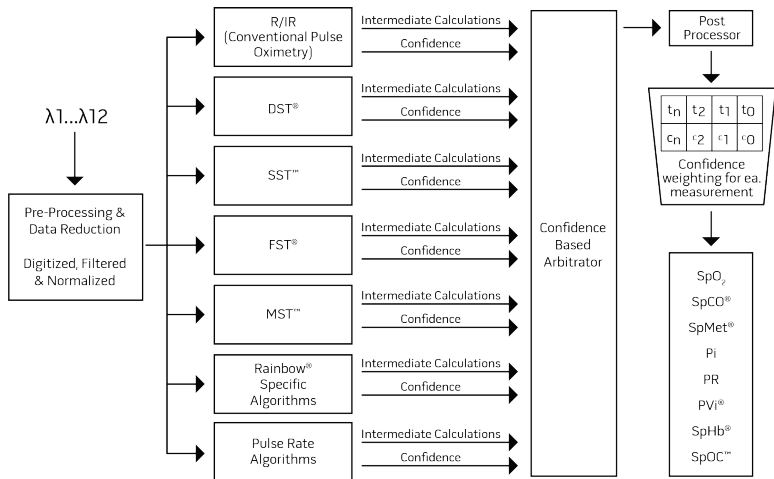 λ1...λ12
Pre-Processing &
Data Reduction
Digitized, Filtered
& Normalized
R/IR
(Conventional Pulse
Oximetry)
Intermediate Calculations
Confidence
DST®
Intermediate Calculations
Confidence
SST™
Intermediate Calculations
Confidence
FST®
Intermediate Calculations
Confidence
MST™
Intermediate Calculations
Confidence
Rainbow®
Specific
Algorithms
Intermediate Calculations
Confidence
Pulse Rate
Algorithms
Intermediate Calculations
Confidence
Confidence
Based
Arbitrator
Post
Processor
tn t2 t1 t0
cn c2 c1 c0
Confidence
weighting for ea.
measurement
SpO₂
SpCO®
SpMet®
Pi
PR
PVi®
SpHb®
SpOC™